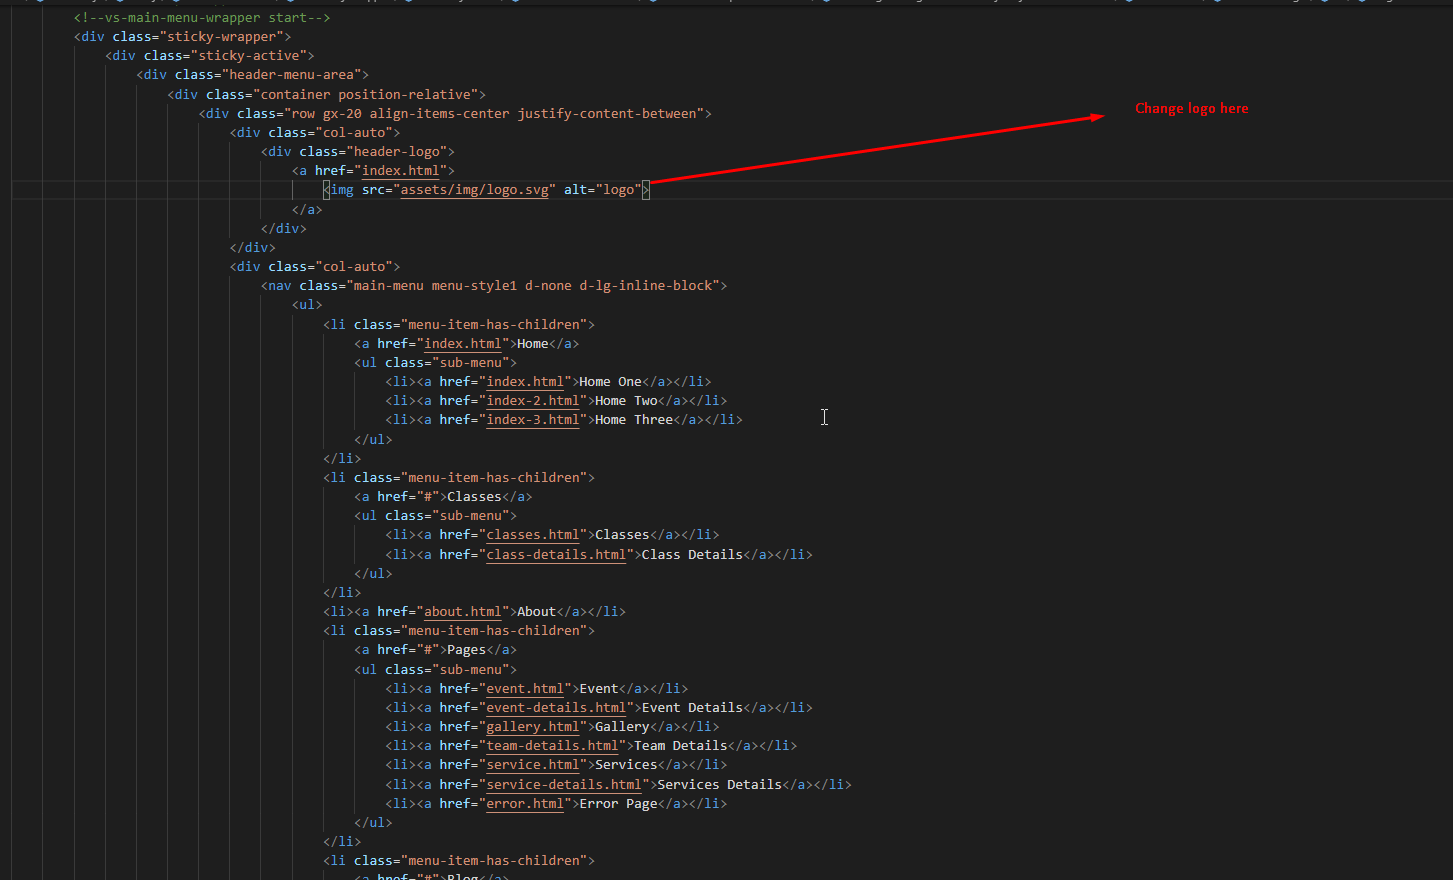 <!--vs-main-menu-wrapper start-->
<div class="sticky-wrapper">
<div class="sticky-active">
<div class="header-menu-area">
<div class="container position-relative">
<div class="row gx-20 align-items-center justify-content-between">
Change logo here
<div class="col-auto">
<div class="header-logo">
<a href="index.html">
<img src="assets/img/logo.svg" alt="logo">
</a>
</div>
</div>
<div class="col-auto">
<nav class="main-menu menu-style1 d-none d-lg-inline-block">
<ul>
<li class="menu-item-has-children">
<a href="index.html">Home</a>
<ul class="sub-menu">
<li><a href="index.html">Home One</a></li>
<li><a href="index-2.html">Home Two</a></li>
<li><a href="index-3.html">Home Three</a></li>
</ul>
</li>
<li class="menu-item-has-children">
<a href="#">Classes</a>
<ul class="sub-menu">
<li><a href="classes.html">Classes</a></li>
<li><a href="class-details.html">Class Details</a></li>
</ul>
</li>
<li><a href="about.html">About</a></li>
<li class="menu-item-has-children">
<a href="#">Pages</a>
<ul class="sub-menu">
<li><a href="event.html">Event</a></li>
<li><a href="event-details.html">Event Details</a></li>
<li><a href="gallery.html">Gallery</a></li>
<li><a href="team-details.html">Team Details</a></li>
<li><a href="service.html">Services</a></li>
<li><a href="service-details.html">Services Details</a></li>
<li><a href="error.html">Error Page</a></li>
</ul>
</li>
<li class="menu-item-has-children">
<a href="#">Blog</a>